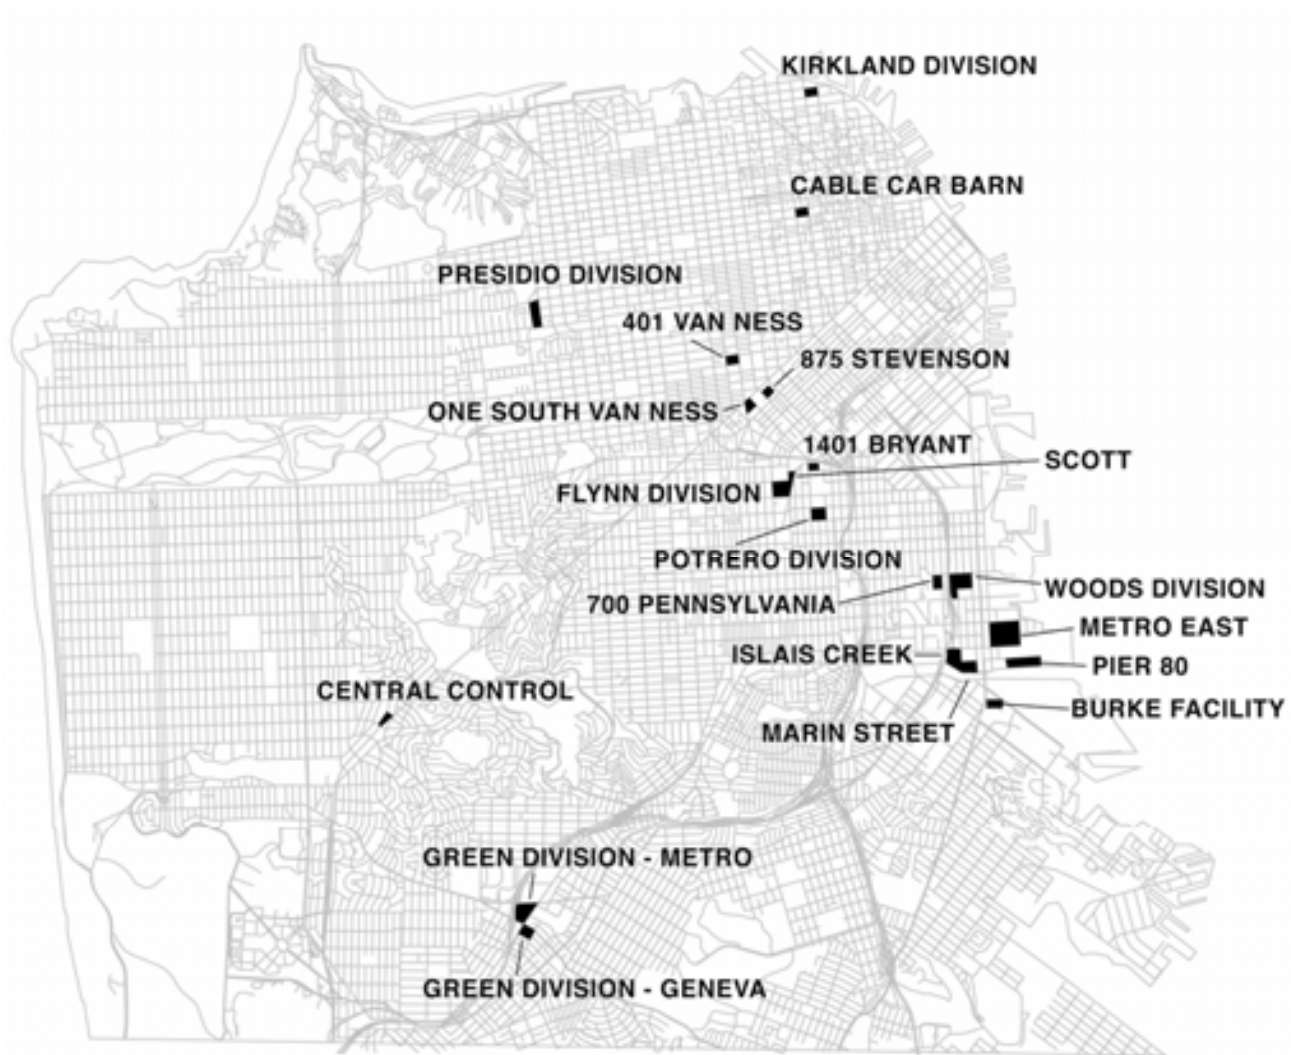 KIRKLAND DIVISION
CABLE CAR BARN
PRESIDIO DIVISION
401 VAN NESS
875 STEVENSON
ONE SOUTH VAN NESS
1401 BRYANT
SCOTT
FLYNN DIVISION
POTRERO DIVISION
WOODS DIVISION
700 PENNSYLVANIA
METRO EAST
ISLAIS CREEK
PIER 80
CENTRAL CONTROL
BURKE FACILITY
MARIN STREET
GREEN DIVISION - METRO
GREEN DIVISION - GENEVA